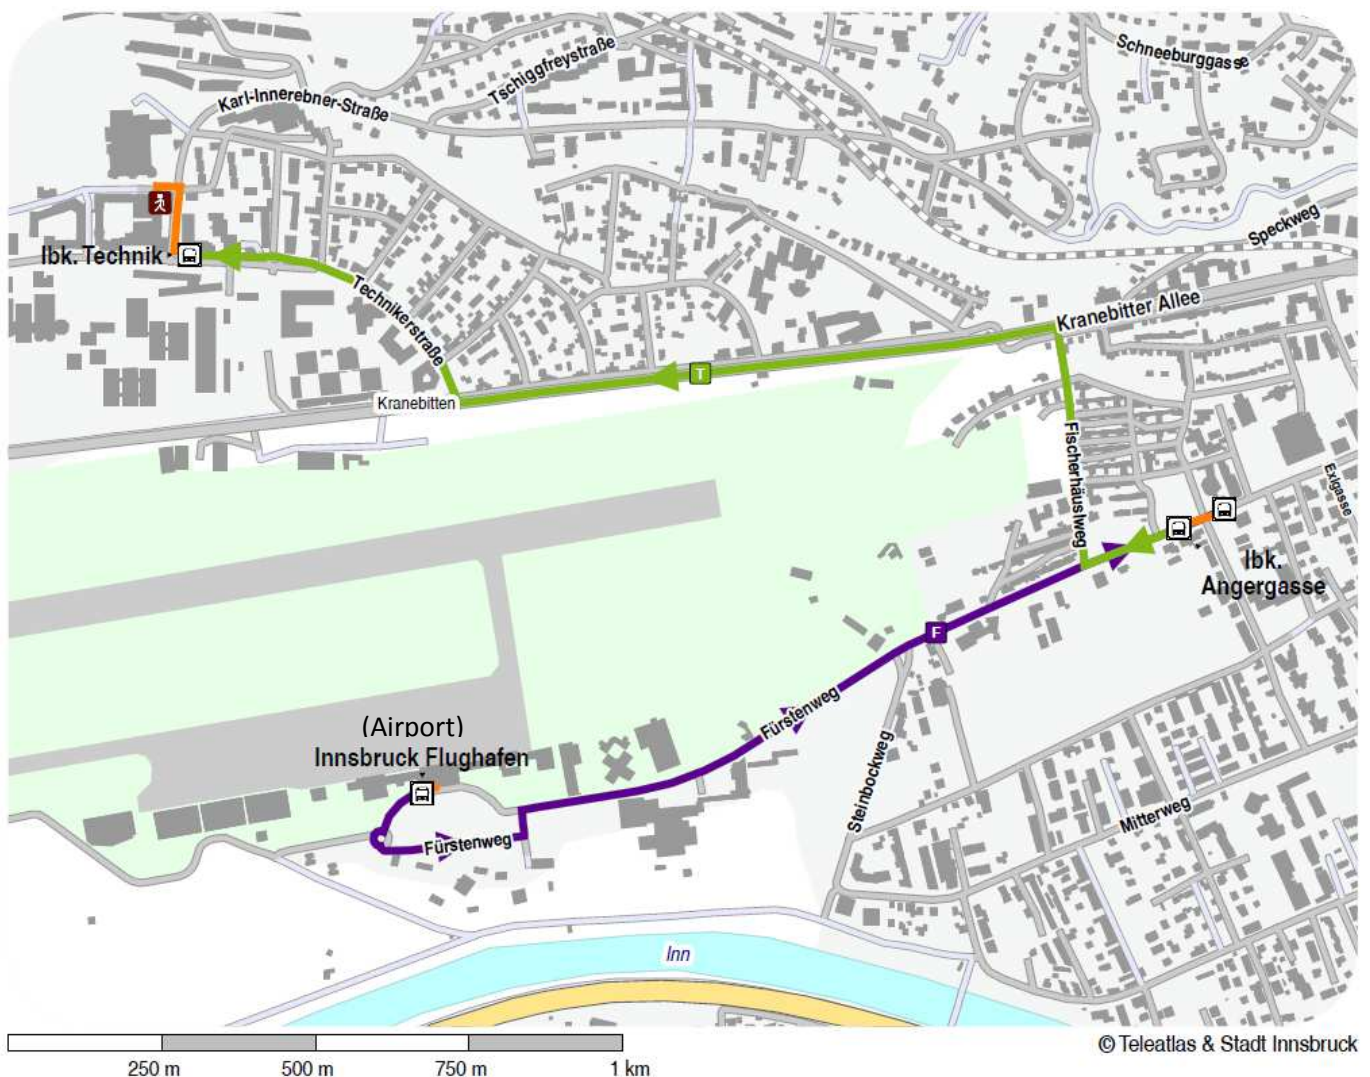 Schneeburggasse
Tschiggfreystraße
Karl-Innerebner-Straße
Speckweg
Ibk. Technik
Technikerstraße
Kranebitter Allee
T
Kranebitten
Fischerhäuslweg
Exlgasse
Ibk.
Angergasse
F
(Airport)
Innsbruck Flughafen
Fürstenweg
Steinbockweg
Mitterweg
Fürstenweg
Inn
250 m 500 m 750 m 1 km
© Teleatlas & Stadt Innsbruck